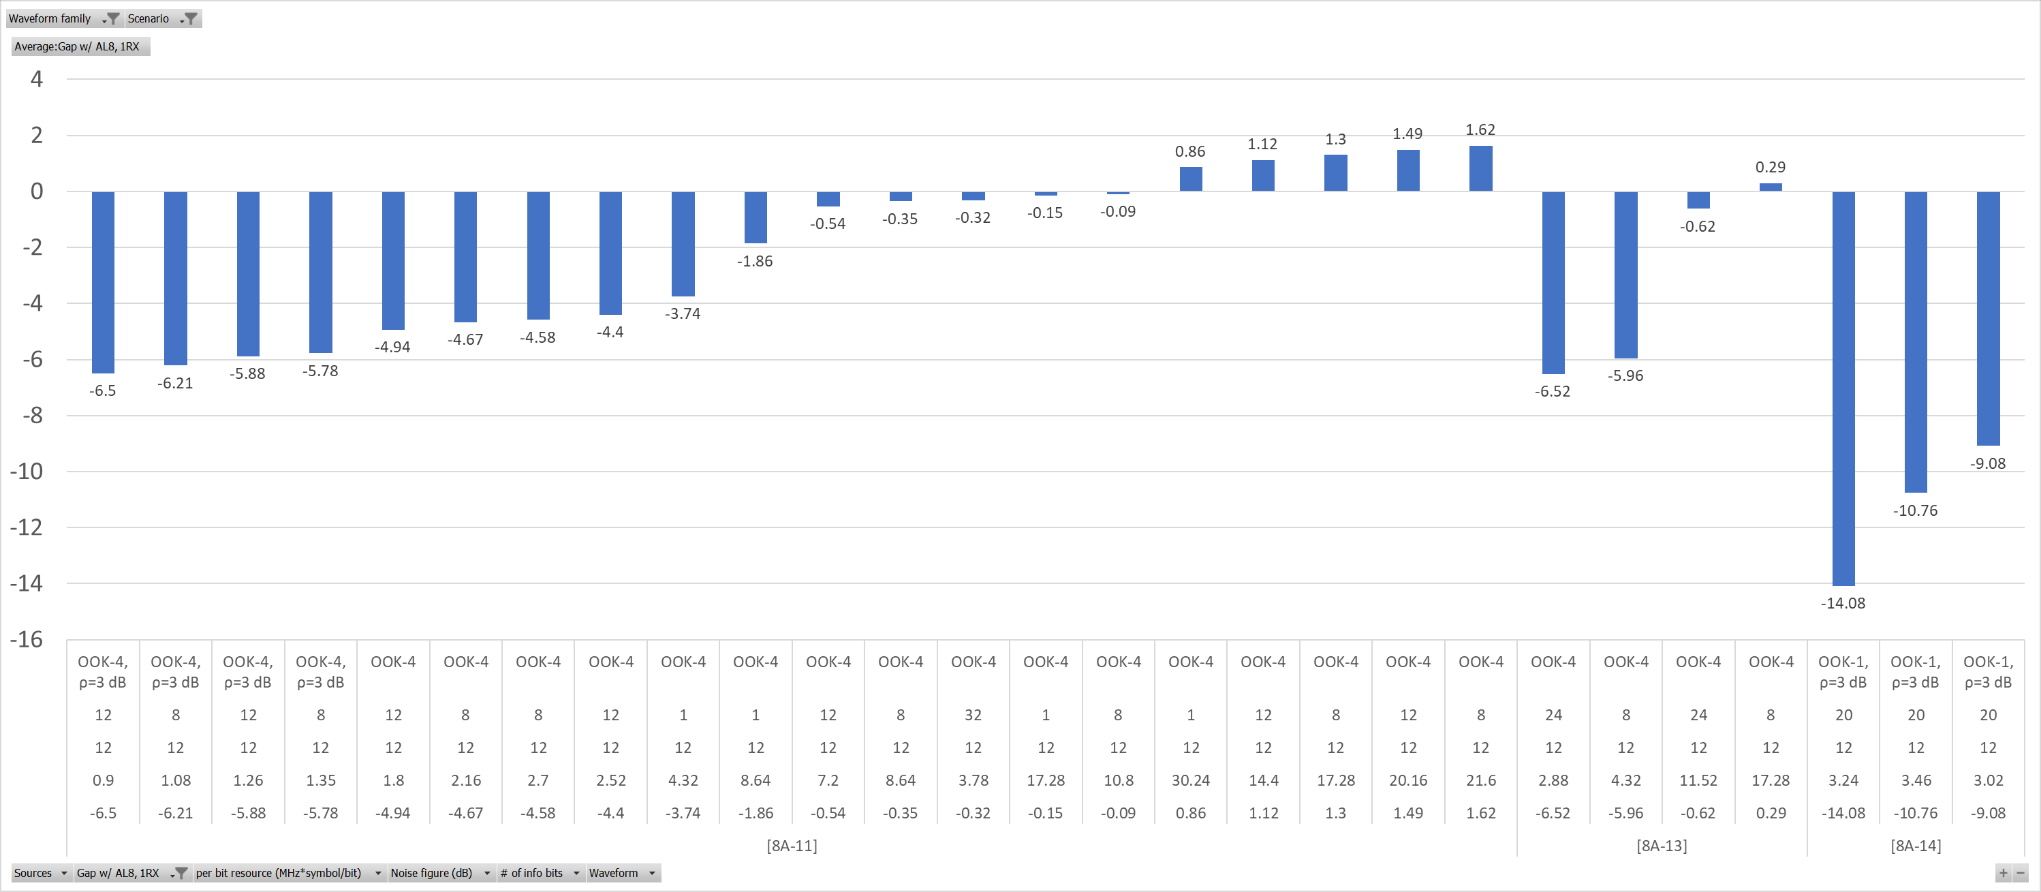 Waveform family Scenario
Average:Gap w/ AL8, 1RX
4
2
0
-2
-4
-6
-8
-10
-12
-14
-16
-6.5 -6.21 -5.88 -5.78 -4.94 -4.67 -4.58 -4.4 -3.74 -1.86 -0.54 -0.35 -0.32 -0.15 -0.09 0.86 1.12 1.3 1.49 1.62 -6.52 -5.96 -0.62 0.29 -14.08 -10.76 -9.08
OOK-4, OOK-4, OOK-4, OOK-4, OOK-4 OOK-4 OOK-4 OOK-4 OOK-4 OOK-4 OOK-4 OOK-4 OOK-4 OOK-4 OOK-4 OOK-4 OOK-4 OOK-4 OOK-4 OOK-4 OOK-4 OOK-4 OOK-4 OOK-4 OOK-1, OOK-1, OOK-1,
ρ=3 dB ρ=3 dB ρ=3 dB ρ=3 dB ρ=3 dB ρ=3 dB ρ=3 dB
12 8 12 8 12 8 8 12 1 1 12 8 32 1 8 1 12 8 12 8 24 8 24 8 20 20 20
12 12 12 12 12 12 12 12 12 12 12 12 12 12 12 12 12 12 12 12 12 12 12 12 12 12 12
0.9 1.08 1.26 1.35 1.8 2.16 2.7 2.52 4.32 8.64 7.2 8.64 3.78 17.28 10.8 30.24 14.4 17.28 20.16 21.6 2.88 4.32 11.52 17.28 3.24 3.46 3.02
-6.5 -6.21 -5.88 -5.78 -4.94 -4.67 -4.58 -4.4 -3.74 -1.86 -0.54 -0.35 -0.32 -0.15 -0.09 0.86 1.12 1.3 1.49 1.62 -6.52 -5.96 -0.62 0.29 -14.08 -10.76 -9.08
[8A-11] [8A-13] [8A-14]
Sources Gap w/ AL8, 1RX per bit resource (MHz*symbol/bit) Noise figure (dB) # of info bits Waveform + −